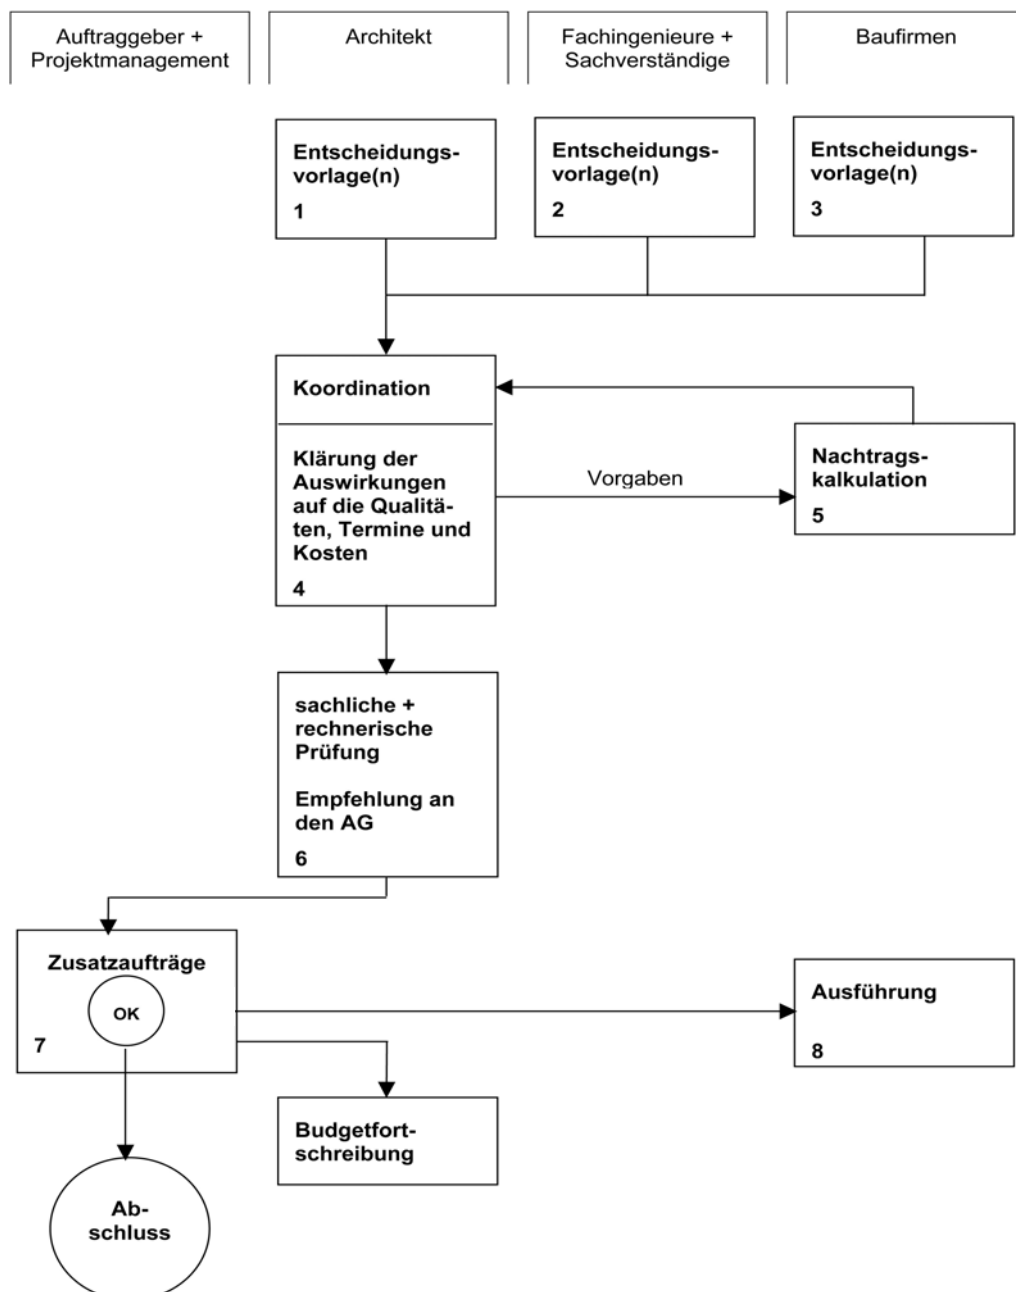 Auftraggeber +
Projektmanagement
Architekt
Fachingenieure +
Sachverständige
Baufirmen
Entscheidungs-
vorlage(n)
1
Entscheidungs-
vorlage(n)
2
Entscheidungs-
vorlage(n)
3
Koordination
Klärung der
Auswirkungen
auf die Qualitä-
ten, Termine und
Kosten
4
Vorgaben
Nachtrags-
kalkulation
5
sachliche +
rechnerische
Prüfung
Empfehlung an
den AG
6
Zusatzaufträge
OK
7
Ausführung
8
Budgetfort-
schreibung
Ab-
schluss